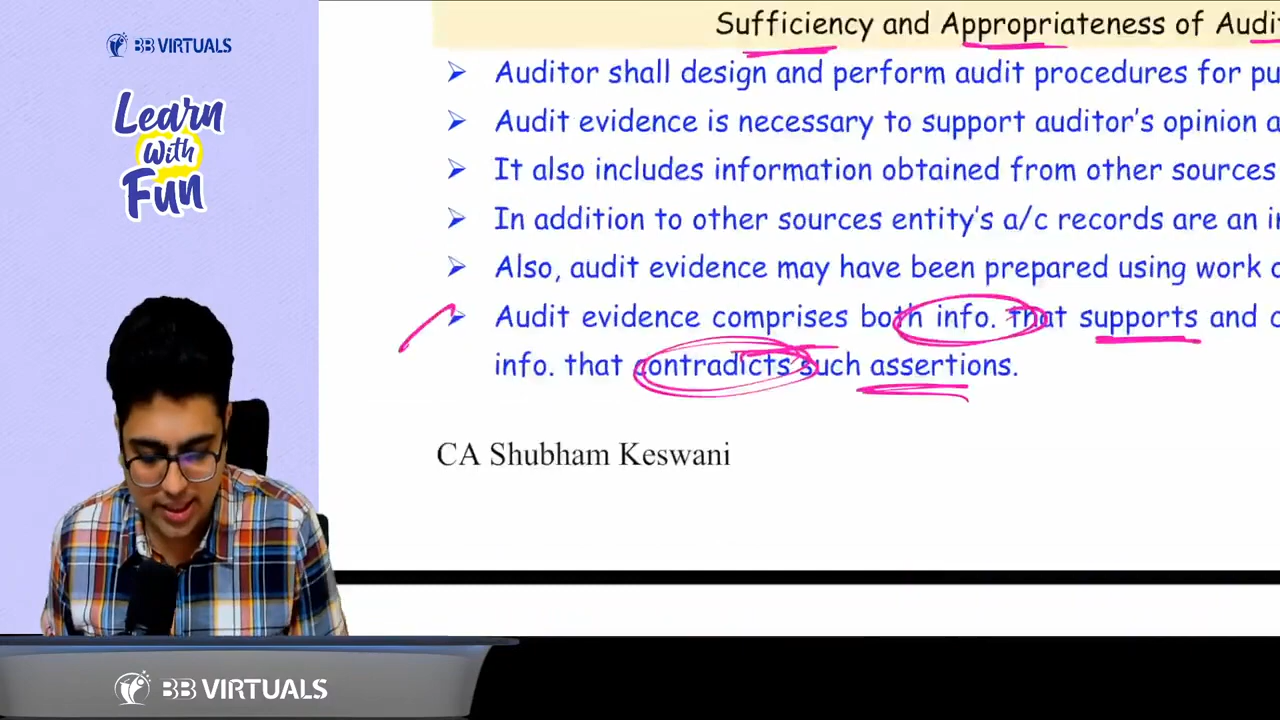 BB VIRTUALS
Learn
With
Fun
Sufficiency and Appropriateness of
Auditor shall design and perform audit procedures for
Audit evidence is necessary to support auditor's opinion
It also includes information obtained from other sources
In addition to other sources entity's a/c records are an
Also, audit evidence may have been prepared using work
Audit evidence comprises both info. that supports and
info. that contradicts such assertions.
CA Shubham Keswani
BB VIRTUALS